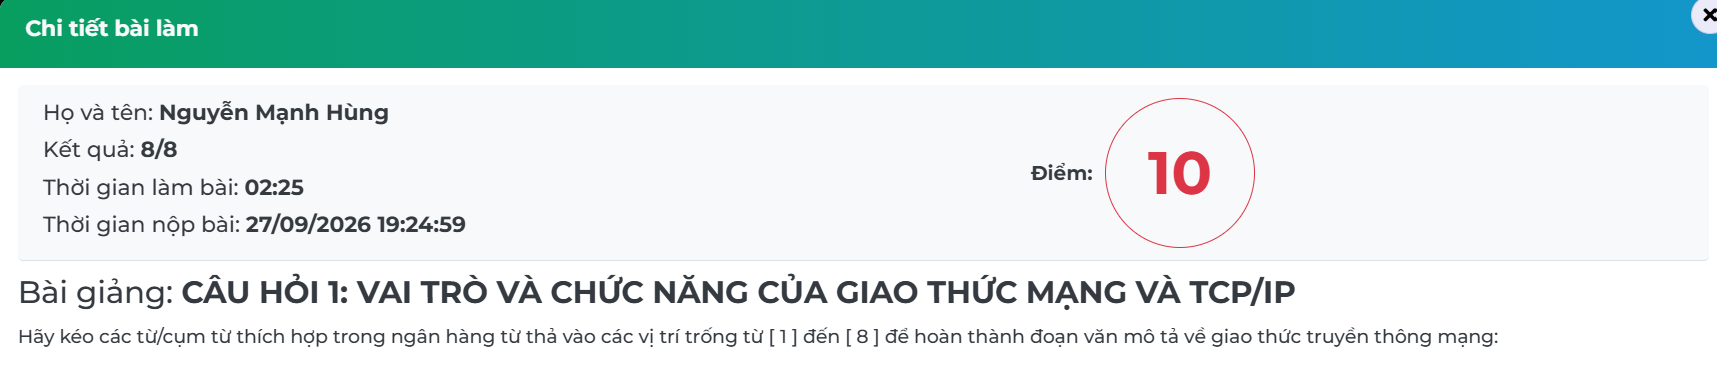 Chi tiết bài làm
Họ và tên: Nguyễn Mạnh Hùng
Kết quả: 8/8
Thời gian làm bài: 02:25
Thời gian nộp bài: 27/09/2026 19:24:59
Điểm: 10
Bài giảng: CÂU HỎI 1: VAI TRÒ VÀ CHỨC NĂNG CỦA GIAO THỨC MẠNG VÀ TCP/IP
Hãy kéo các từ/cụm từ thích hợp trong ngân hàng từ thả vào các vị trí trống từ [ 1 ] đến [ 8 ] để hoàn thành đoạn văn mô tả về giao thức truyền thông mạng: